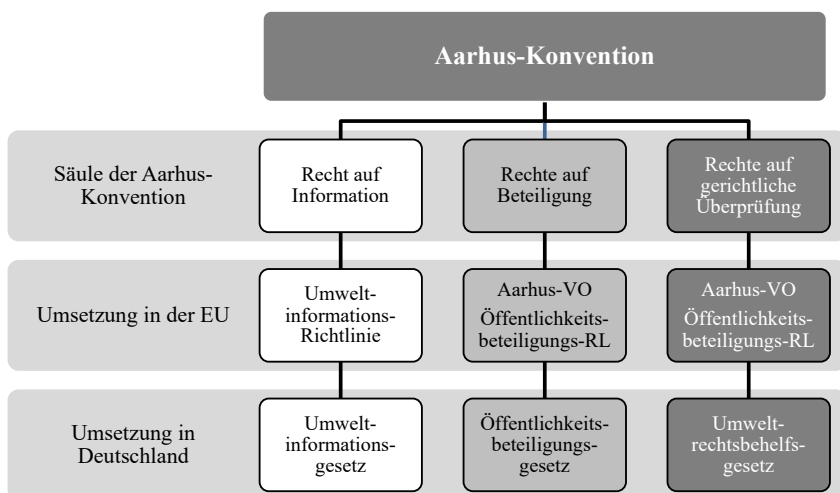 Aarhus-Konvention
Säule der Aarhus-
Konvention
Recht auf
Information
Rechte auf
Beteiligung
Rechte auf
gerichtliche
Überprüfung
Umsetzung in der EU
Umwelt-
informations-
Richtlinie
Aarhus-VO
Öffentlichkeits-
beteiligungs-RL
Aarhus-VO
Öffentlichkeits-
beteiligungs-RL
Umsetzung in
Deutschland
Umwelt-
informations-
gesetz
Öffentlichkeits-
beteiligungs-
gesetz
Umwelt-
rechtsbehelfs-
gesetz